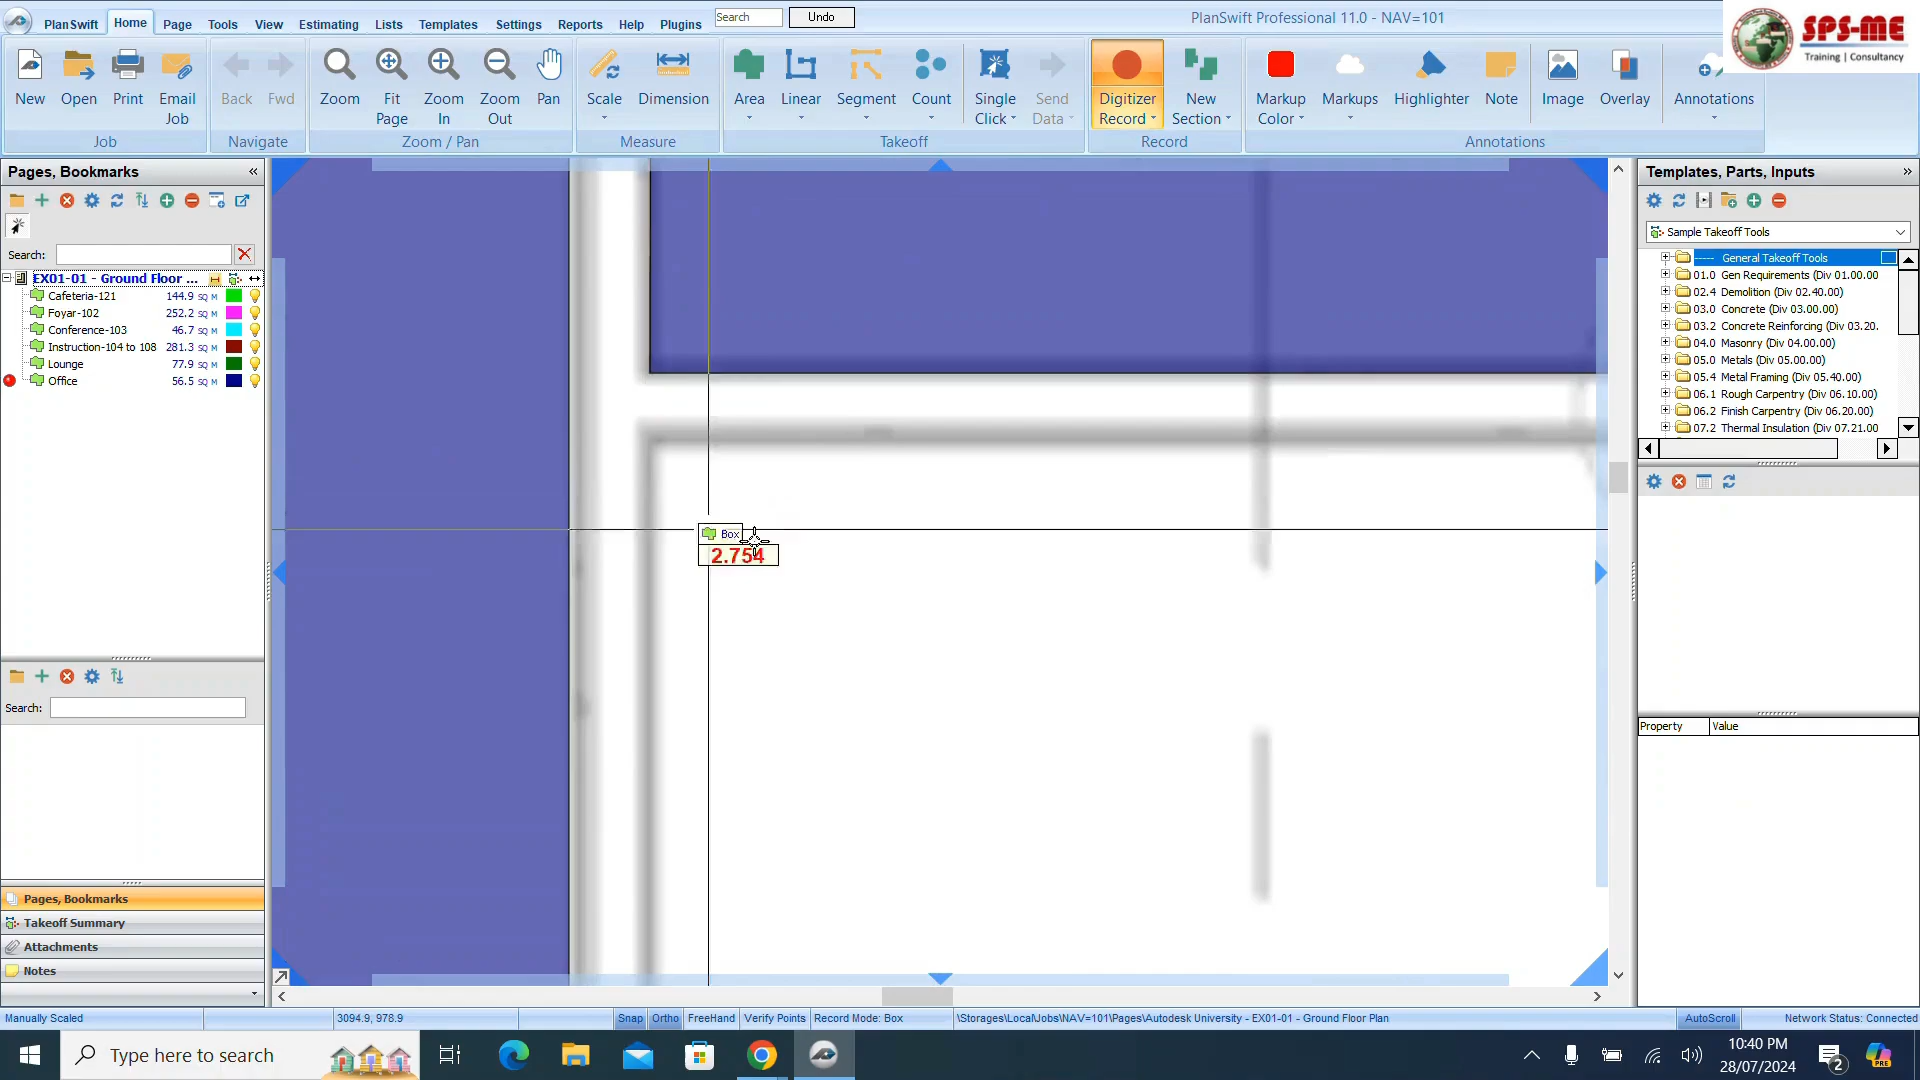 PlanSwift Home Page Tools View Estimating Lists Templates Settings Reports Help Plugins Search Undo
PlanSwift Professional 11.0 - NAV=101
SPS-ME
Training | Consultancy
New Open Print Email Job
Back Fwd
Zoom Fit Page Zoom In Zoom Out Pan
Scale Dimension
Area Linear Segment Count Single Click Send Data
Digitizer Record New Section
Markup Color Markups Highlighter Note Image Overlay Annotations
Job Navigate Zoom / Pan Measure Takeoff Record Annotations
Pages, Bookmarks
Search:
EX01-01 - Ground Floor ...
Cafeteria-121 144.9 SQ M
Foyar-102 252.2 SQ M
Conference-103 46.7 SQ M
Instruction-104 to 108 281.3 SQ M
Lounge 77.9 SQ M
Office 56.5 SQ M
Search:
Pages, Bookmarks
Takeoff Summary
Attachments
Notes
Box
2.754
Templates, Parts, Inputs
Sample Takeoff Tools
------ General Takeoff Tools
01.0 Gen Requirements (Div 01.00.00
02.4 Demolition (Div 02.40.00)
03.0 Concrete (Div 03.00.00)
03.2 Concrete Reinforcing (Div 03.20.
04.0 Masonry (Div 04.00.00)
05.0 Metals (Div 05.00.00)
05.4 Metal Framing (Div 05.40.00)
06.1 Rough Carpentry (Div 06.10.00)
06.2 Finish Carpentry (Div 06.20.00)
07.2 Thermal Insulation (Div 07.21.00
Property Value
Manually Scaled 3094.9, 978.9 Snap Ortho FreeHand Verify Points Record Mode: Box \Storages\Local\Jobs\NAV=101\Pages\Autodesk University - EX01-01 - Ground Floor Plan AutoScroll Network Status: Connected
Type here to search
10:40 PM
28/07/2024
2
PRE